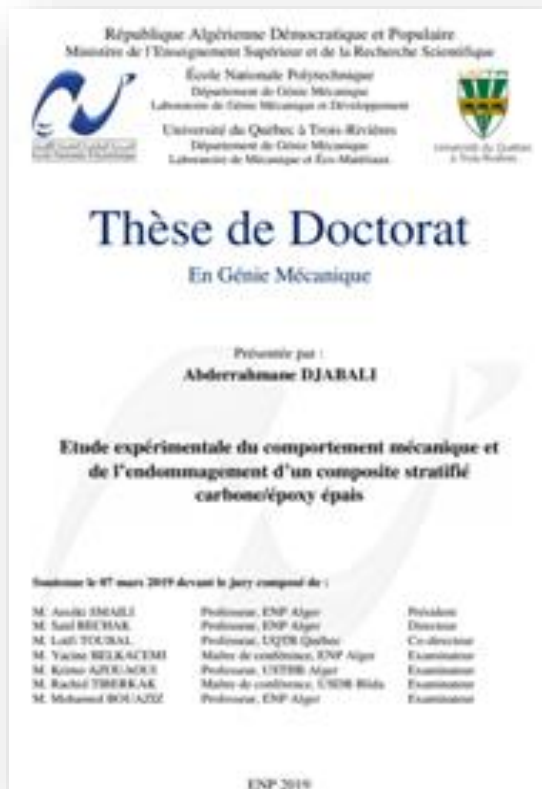 République Algérienne Démocratique et Populaire
Ministère de l'Enseignement Supérieur et de la Recherche Scientifique
École Nationale Polytechnique
Département de Génie Mécanique
Laboratoire de Génie Mécanique et Développement
Université du Québec à Trois-Rivières
Département de Génie Mécanique
Laboratoire de Mécanique et Éco-Matériaux
Université du Québec
à Trois-Rivières
Thèse de Doctorat
En Génie Mécanique
Présentée par :
Abderrahmane DJABALI
Etude expérimentale du comportement mécanique et
de l'endommagement d'un composite stratifié
carbone/époxy épais
Soutenue le 07 mars 2019 devant le jury composé de :
M. SMAILI Professeur, ENP Alger Président
M. Saïd RECHAK Professeur, ENP Alger Directeur
M. Lotfi TOUBAL Professeur, UQTR Québec Co-directeur
M. Yacine BELKACEMI Maître de conférence, ENP Alger Examinateur
M. Krimo AZOUAOUI Professeur, USTHB Alger Examinateur
M. Rachid TIBERKAK Maître de conférence, USDB Blida Examinateur
M. Mohamed BOUAZIZ Professeur, ENP Alger Examinateur
ENP 2019